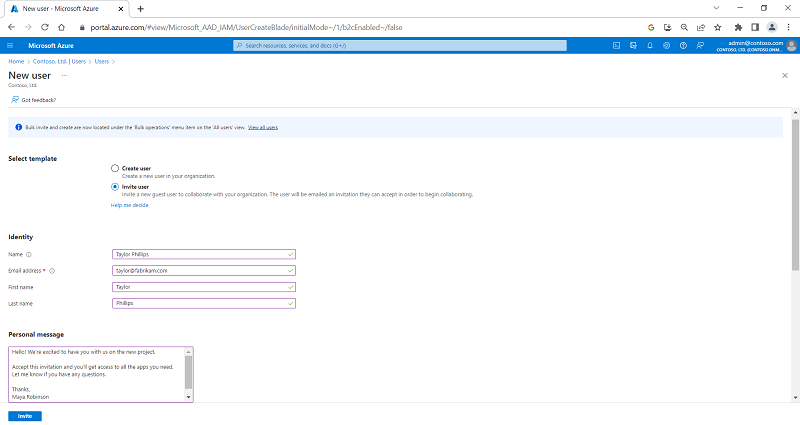 New user - Microsoft Azure
portal.azure.com/#view/Microsoft_AAD_IAM/UserCreateBlade/initialMode~/1/b2cEnabled~/false
Microsoft Azure
Search resources, services, and docs (G+/)
admin@contoso.com
CONTOSO, LTD. (CONTOSO.ONM...
Home > Contoso, Ltd. | Users > Users >
New user ...
Contoso, Ltd.
Got feedback?
Bulk invite and create are now located under the 'Bulk operations' menu item on the 'All users' view. View all users
Select template
Create user
Create a new user in your organization.
Invite user
Invite a new guest user to collaborate with your organization. The user will be emailed an invitation they can accept in order to begin collaborating.
Help me decide
Identity
Name
Taylor Phillips
Email address *
taylor@fabrikam.com
First name
Taylor
Last name
Phillips
Personal message
Hello! We're excited to have you with us on the new project.
Accept this invitation and you'll get access to all the apps you need.
Let me know if you have any questions.
Thanks,
Maya Robinson
Invite